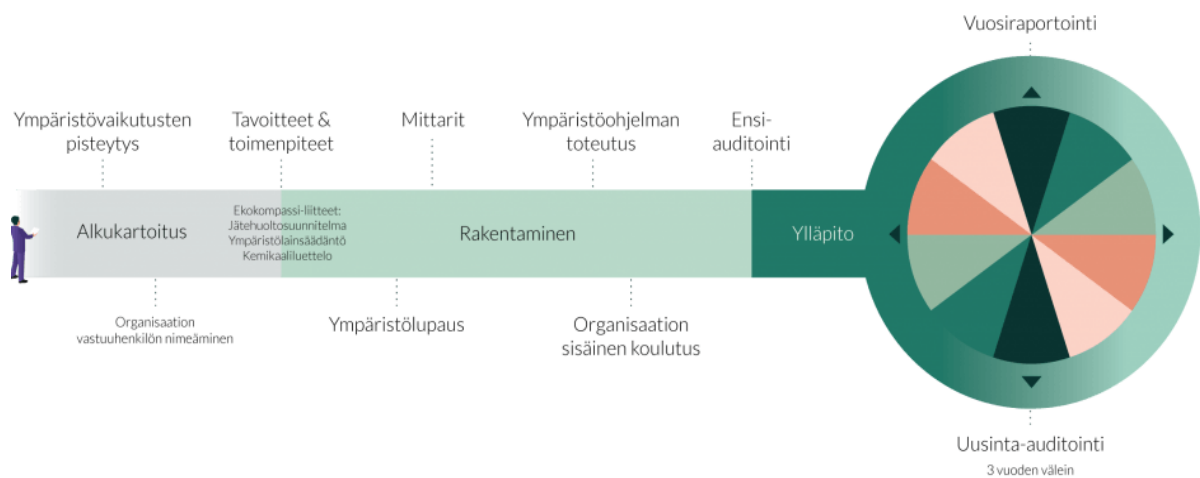 Vuosiraportointi
Ympäristövaikutusten
pisteytys
Tavoitteet &
toimenpiteet
Mittarit
Ympäristöohjelman
toteutus
Ensi-
auditointi
Alkukartoitus
Ekokompassi-liitteet:
Jätehuoltosuunnitelma
Ympäristölainsäädäntö
Kemikaaliluettelo
Rakentaminen
Ylläpito
Organisaation
vastuuhenkilön nimeäminen
Ympäristölupaus
Organisaation
sisäinen koulutus
Uusinta-auditointi
3 vuoden välein